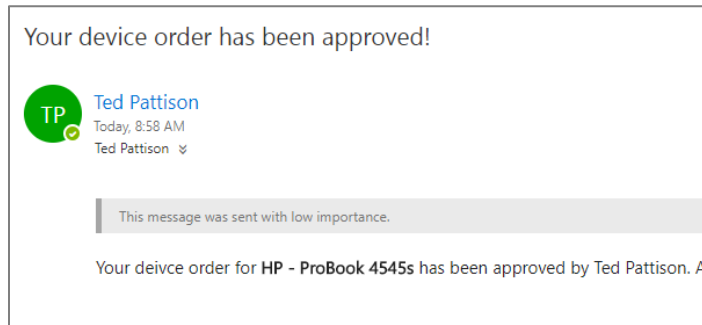 Your device order has been approved!
TP
Ted Pattison
Today, 8:58 AM
Ted Pattison
This message was sent with low importance.
Your deivce order for HP - ProBook 4545s has been approved by Ted Pattison. A